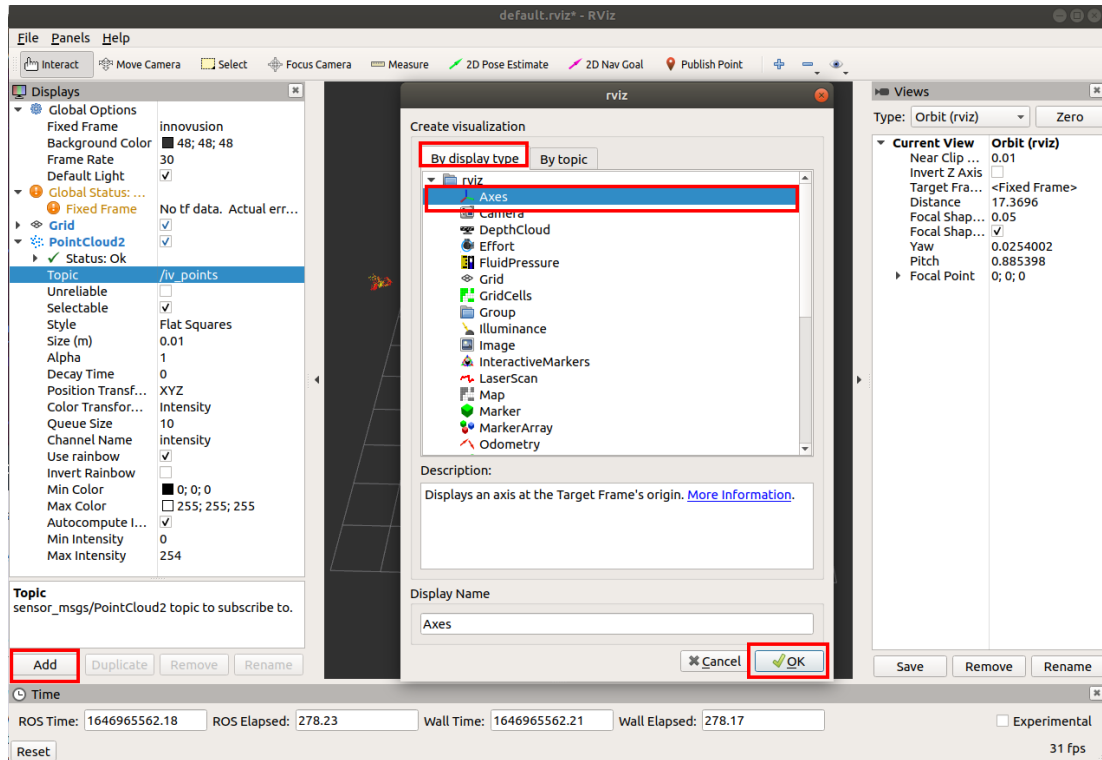 default.rviz* - RViz
File Panels Help
Interact Move Camera Select Focus Camera Measure 2D Pose Estimate 2D Nav Goal Publish Point
Displays
Global Options
Fixed Frame innovusion
Background Color 48; 48; 48
Frame Rate 30
Default Light
Global Status: ...
Fixed Frame No tf data. Actual err...
Grid
PointCloud2
Status: Ok
Topic /iv_points
Unreliable
Selectable
Style Flat Squares
Size (m) 0.01
Alpha 1
Decay Time 0
Position Transf... XYZ
Color Transfor... Intensity
Queue Size 10
Channel Name intensity
Use rainbow
Invert Rainbow
Min Color 0; 0; 0
Max Color 255; 255; 255
Autocompute I...
Min Intensity 0
Max Intensity 254
Topic
sensor_msgs/PointCloud2 topic to subscribe to.
Add Duplicate Remove Rename
rviz
Create visualization
By display type By topic
rviz
Axes
Camera
DepthCloud
Effort
FluidPressure
Grid
GridCells
Group
Illuminance
Image
InteractiveMarkers
LaserScan
Map
Marker
MarkerArray
Odometry
Description:
Displays an axis at the Target Frame's origin. More Information.
Display Name
Axes
Cancel OK
Views
Type: Orbit (rviz) Zero
Current View Orbit (rviz)
Near Clip ... 0.01
Invert Z Axis
Target Fra... <Fixed Frame>
Distance 17.3696
Focal Shap... 0.05
Focal Shap...
Yaw 0.0254002
Pitch 0.885398
Focal Point 0; 0; 0
Save Remove Rename
Time
ROS Time: 1646965562.18 ROS Elapsed: 278.23 Wall Time: 1646965562.21 Wall Elapsed: 278.17 Experimental
Reset 31 fps